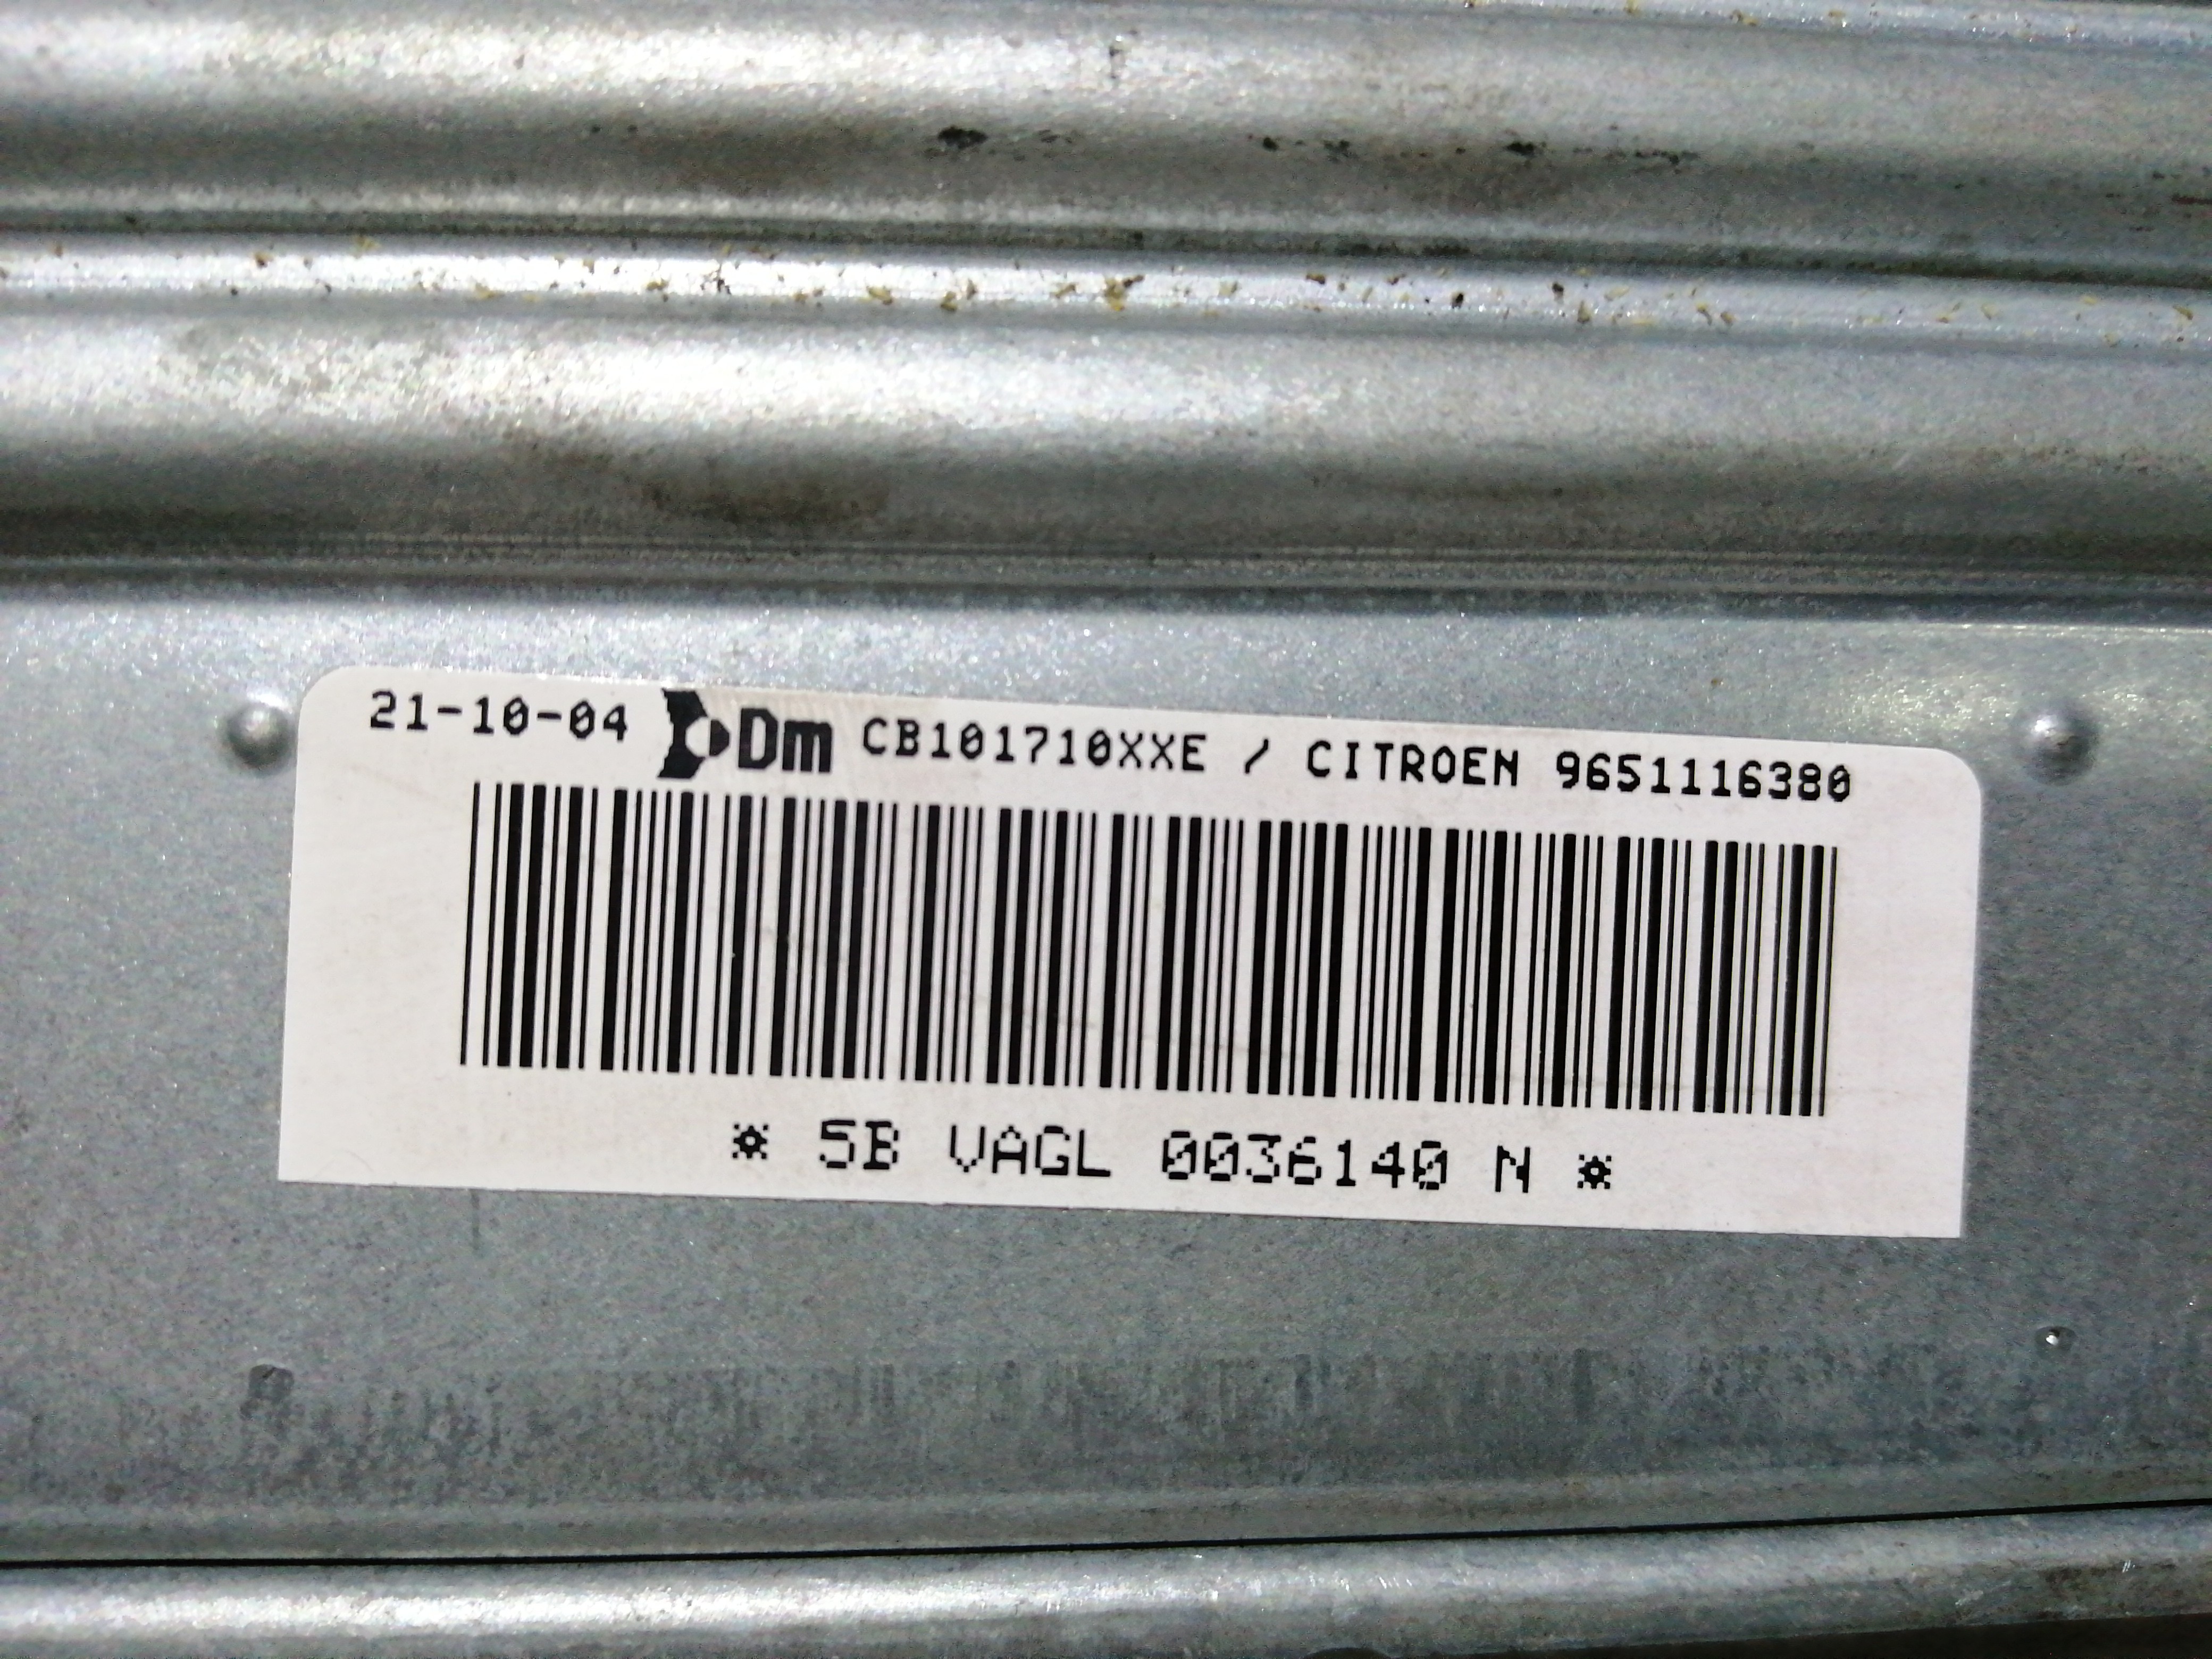 21-10-04 Dm CB101710XXE / CITROEN 9651116380
* 5B VAGL 0036140 N *